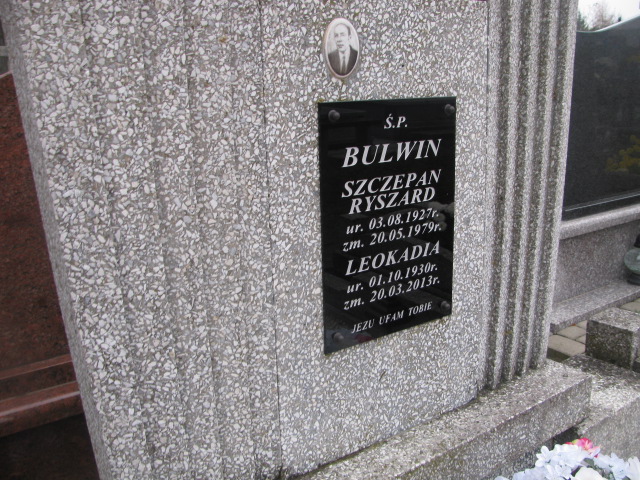 Ś.P.
BULWIN
SZCZEPAN
RYSZARD
ur. 03.08.1927r.
zm. 20.05.1979r.
LEOKADIA
ur. 01.10.1930r.
zm. 20.03.2013r.
JEZU UFAM TOBIE